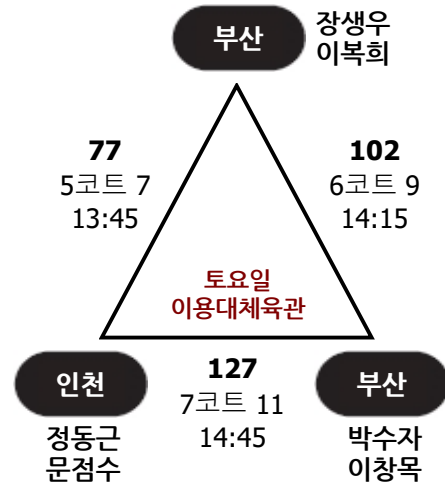 부산
장생우
이복희
77
5코트 7
13:45
102
6코트 9
14:15
토요일
이용대체육관
인천
정동근
문점수
127
7코트 11
14:45
부산
박수자
이창목